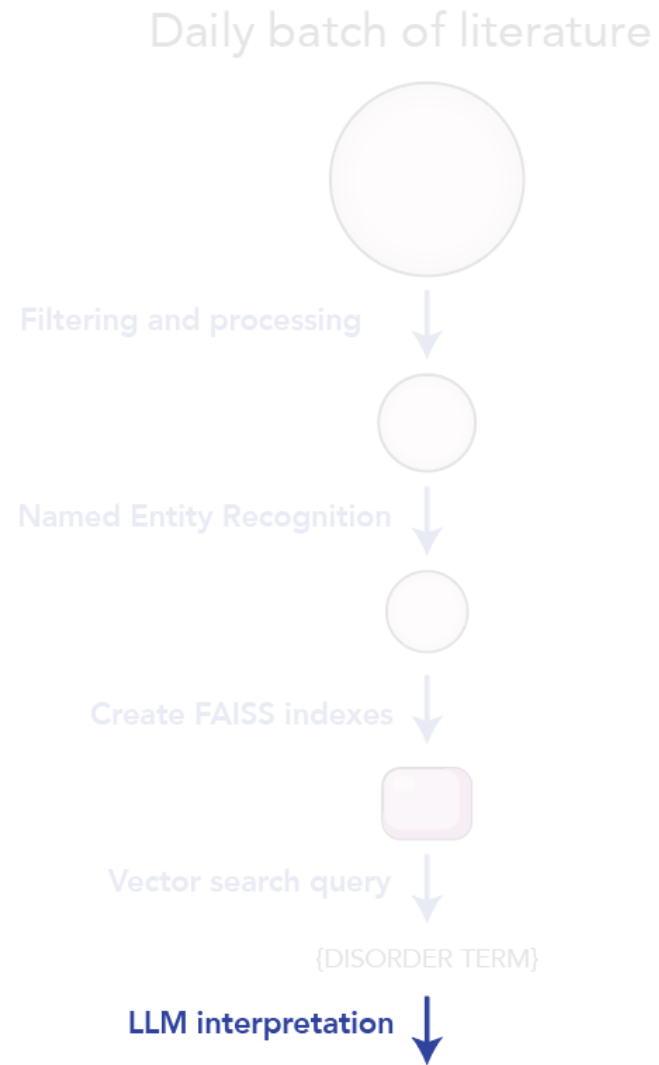 Daily batch of literature
Filtering and processing
Named Entity Recognition
Create FAISS indexes
Vector search query
{DISORDER TERM}
LLM interpretation